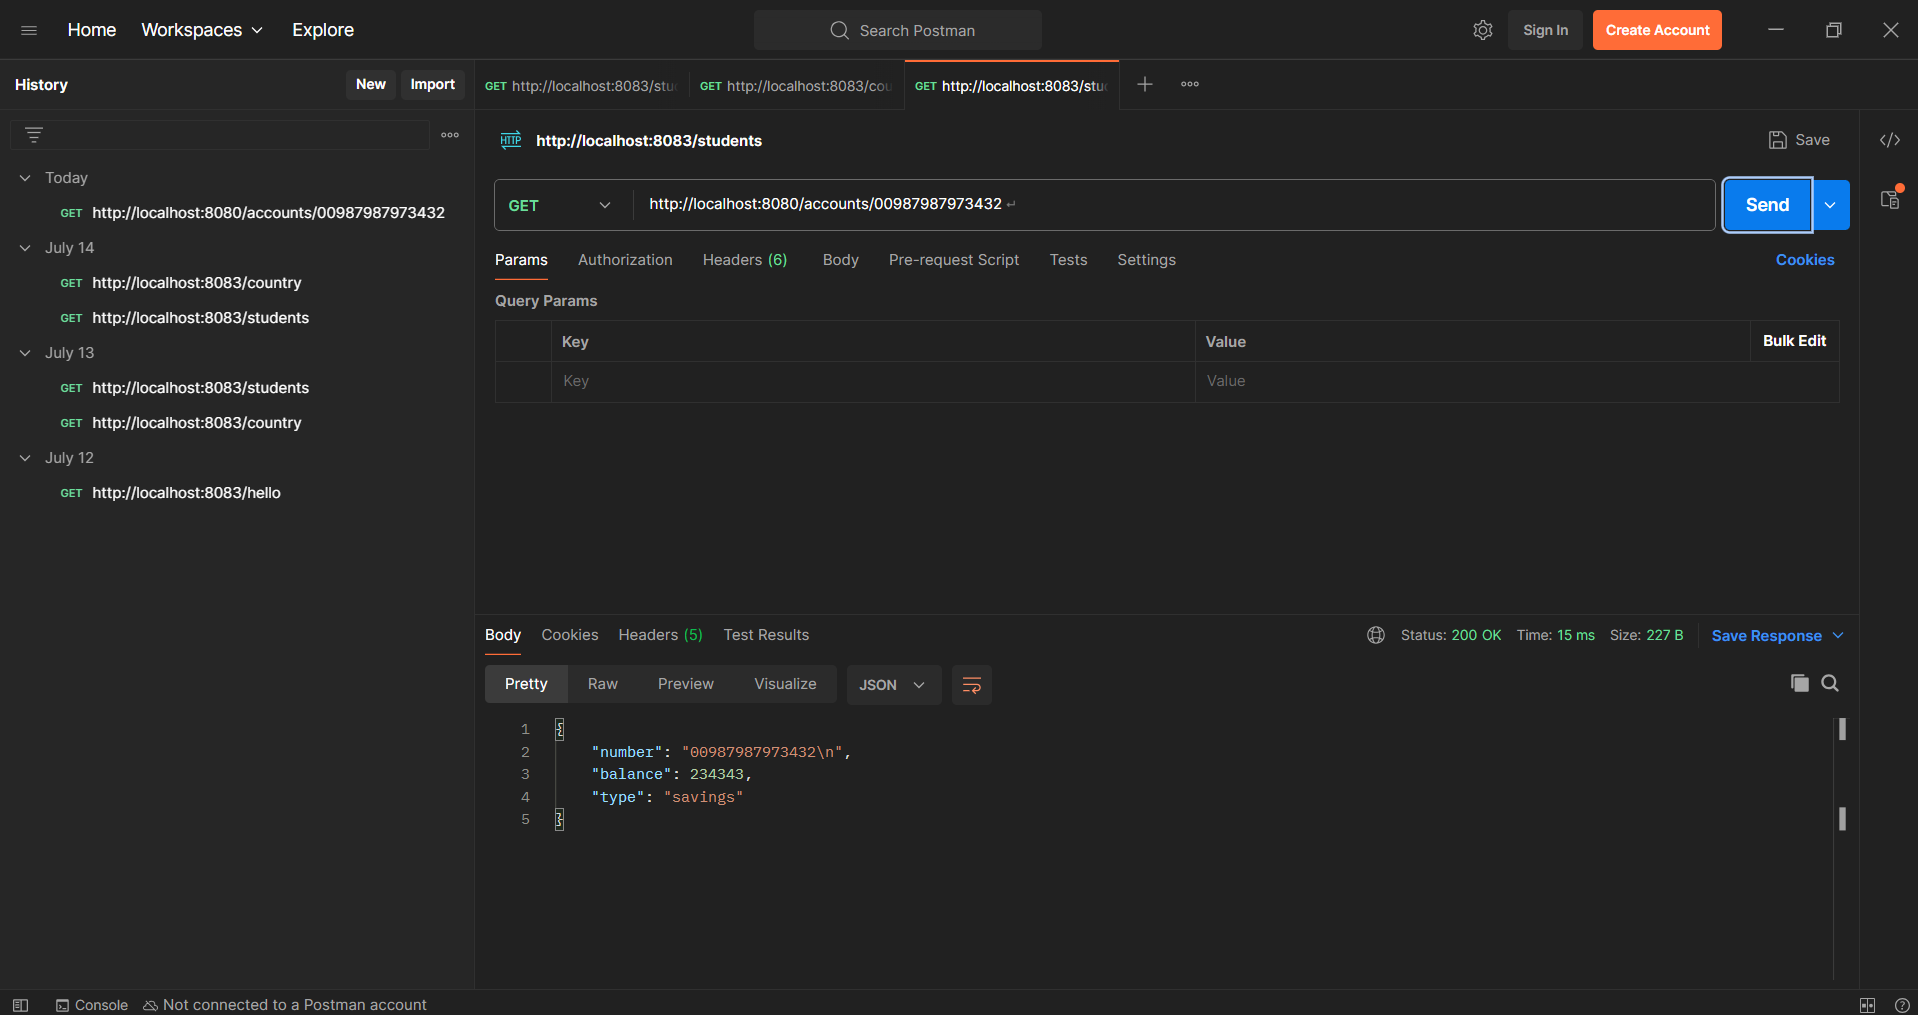 Home Workspaces Explore Search Postman Sign In Create Account
History New Import
GET http://localhost:8083/stu GET http://localhost:8083/cou GET http://localhost:8083/stu
HTTP http://localhost:8083/students Save
Today
GET http://localhost:8080/accounts/00987987973432
July 14
GET http://localhost:8083/country
GET http://localhost:8083/students
July 13
GET http://localhost:8083/students
GET http://localhost:8083/country
July 12
GET http://localhost:8083/hello
GET http://localhost:8080/accounts/00987987973432 ↵ Send
Params Authorization Headers (6) Body Pre-request Script Tests Settings Cookies
Query Params
Key Value Bulk Edit
Key Value
Body Cookies Headers (5) Test Results Status: 200 OK Time: 15 ms Size: 227 B Save Response
Pretty Raw Preview Visualize JSON
1 {
2 "number": "00987987973432\n",
3 "balance": 234343,
4 "type": "savings"
5 }
Console Not connected to a Postman account